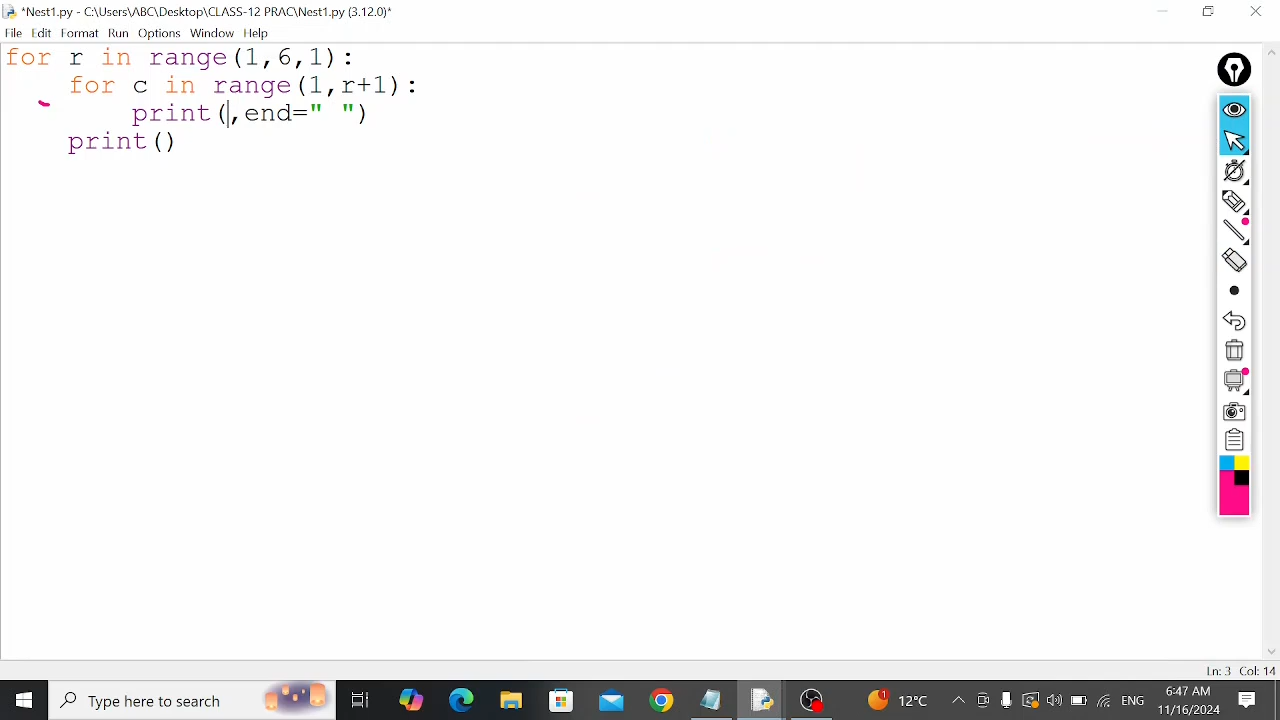 *Nest1.py - C:\Users\ABC\Desktop\CLASS-12 PRAC\Nest1.py (3.12.0)*
File Edit Format Run Options Window Help
for r in range(1,6,1):
    for c in range(1,r+1):
        print(,end=" ")
    print()
Ln: 3 Col: 14
Type here to search
1
12°C
ENG
6:47 AM
11/16/2024